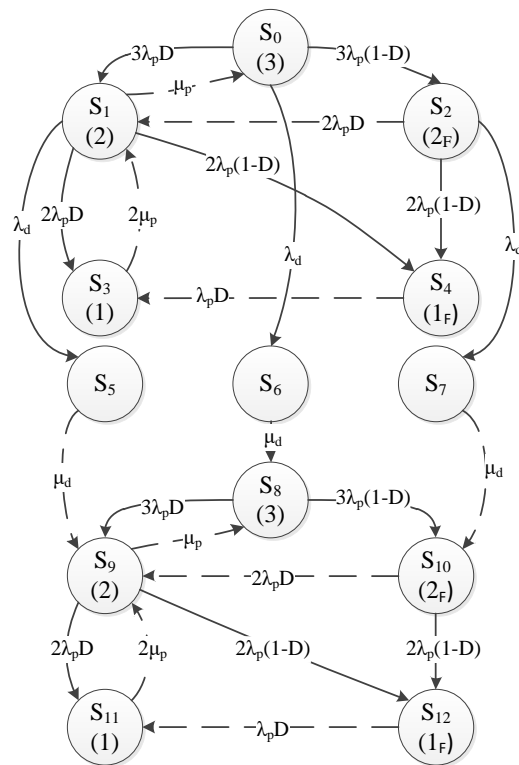 S₀
(3)
3λₚD
3λₚ(1-D)
μₚ
S₁
(2)
S₂
(2F)
2λₚD
2λₚ(1-D)
λd
2λₚD
2μₚ
2λₚ(1-D)
λd
λd
S₃
(1)
S₄
(1F)
λₚD
S₅
S₆
S₇
μd
μd
μd
S₈
(3)
3λₚD
3λₚ(1-D)
μₚ
S₉
(2)
S₁₀
(2F)
2λₚD
2λₚD
2μₚ
2λₚ(1-D)
2λₚ(1-D)
S₁₁
(1)
S₁₂
(1F)
λₚD